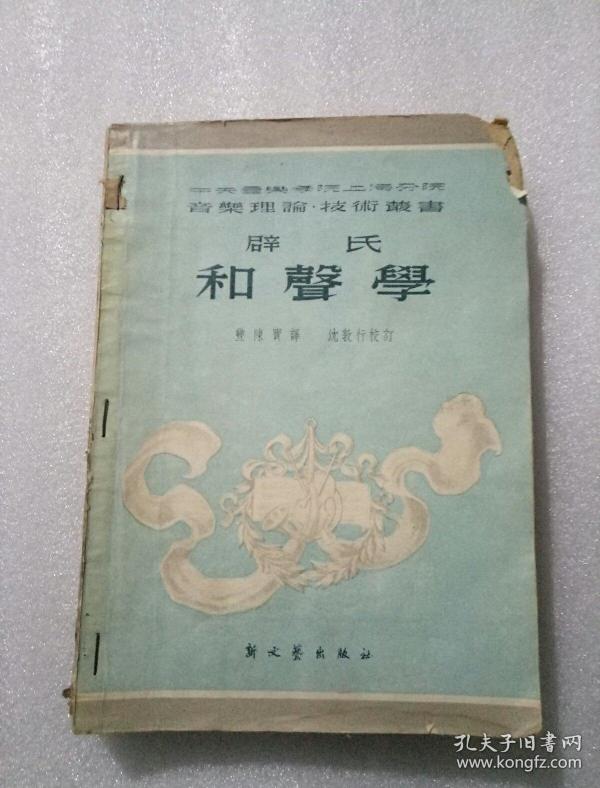 中央音樂學院上海分院
音樂理論·技術叢書
辟氏
和聲學
豐陳寶譯 沈敦行校訂
新文藝出版社
孔夫子旧书网
www.kongfz.com